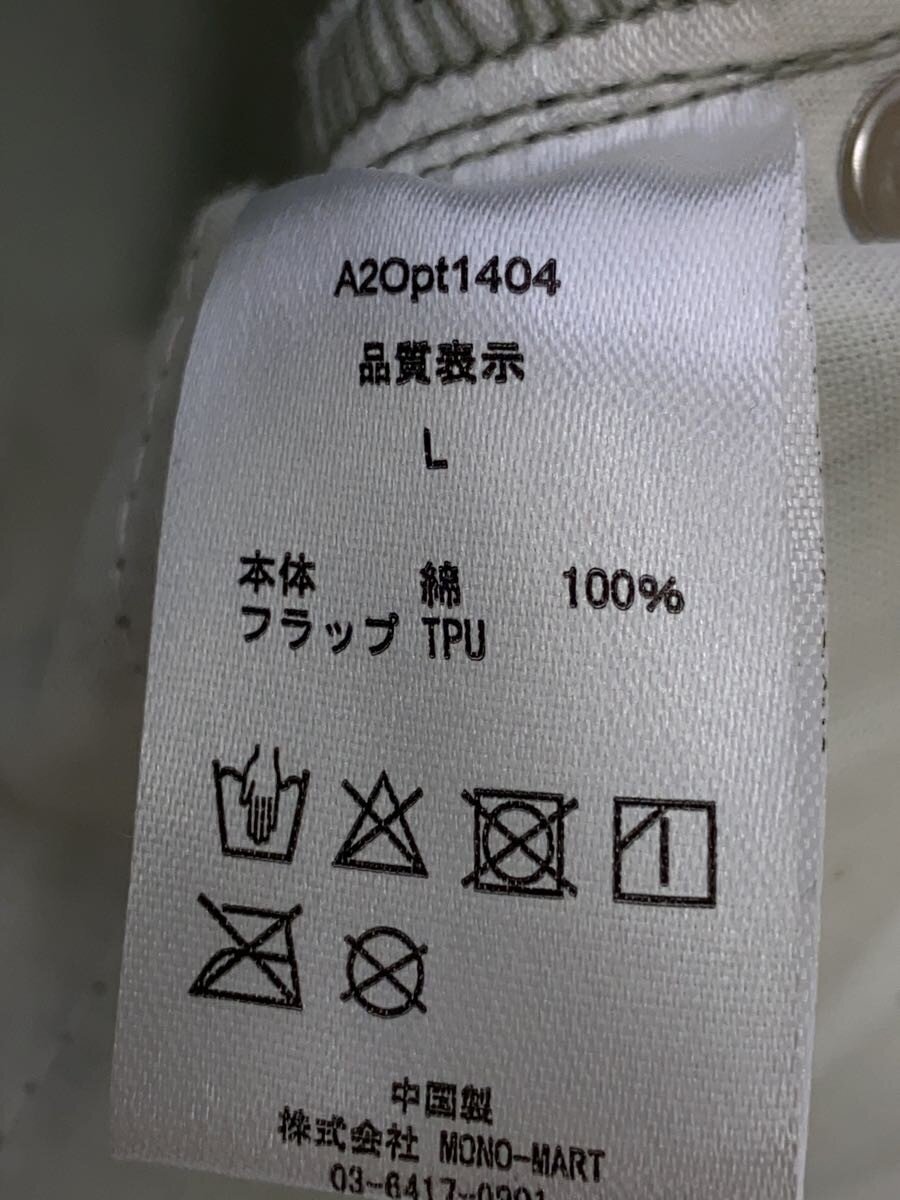 A20pt1404
品質表示
L
本体 綿 100%
フラップ TPU
中国製
株式会社 MONO-MART